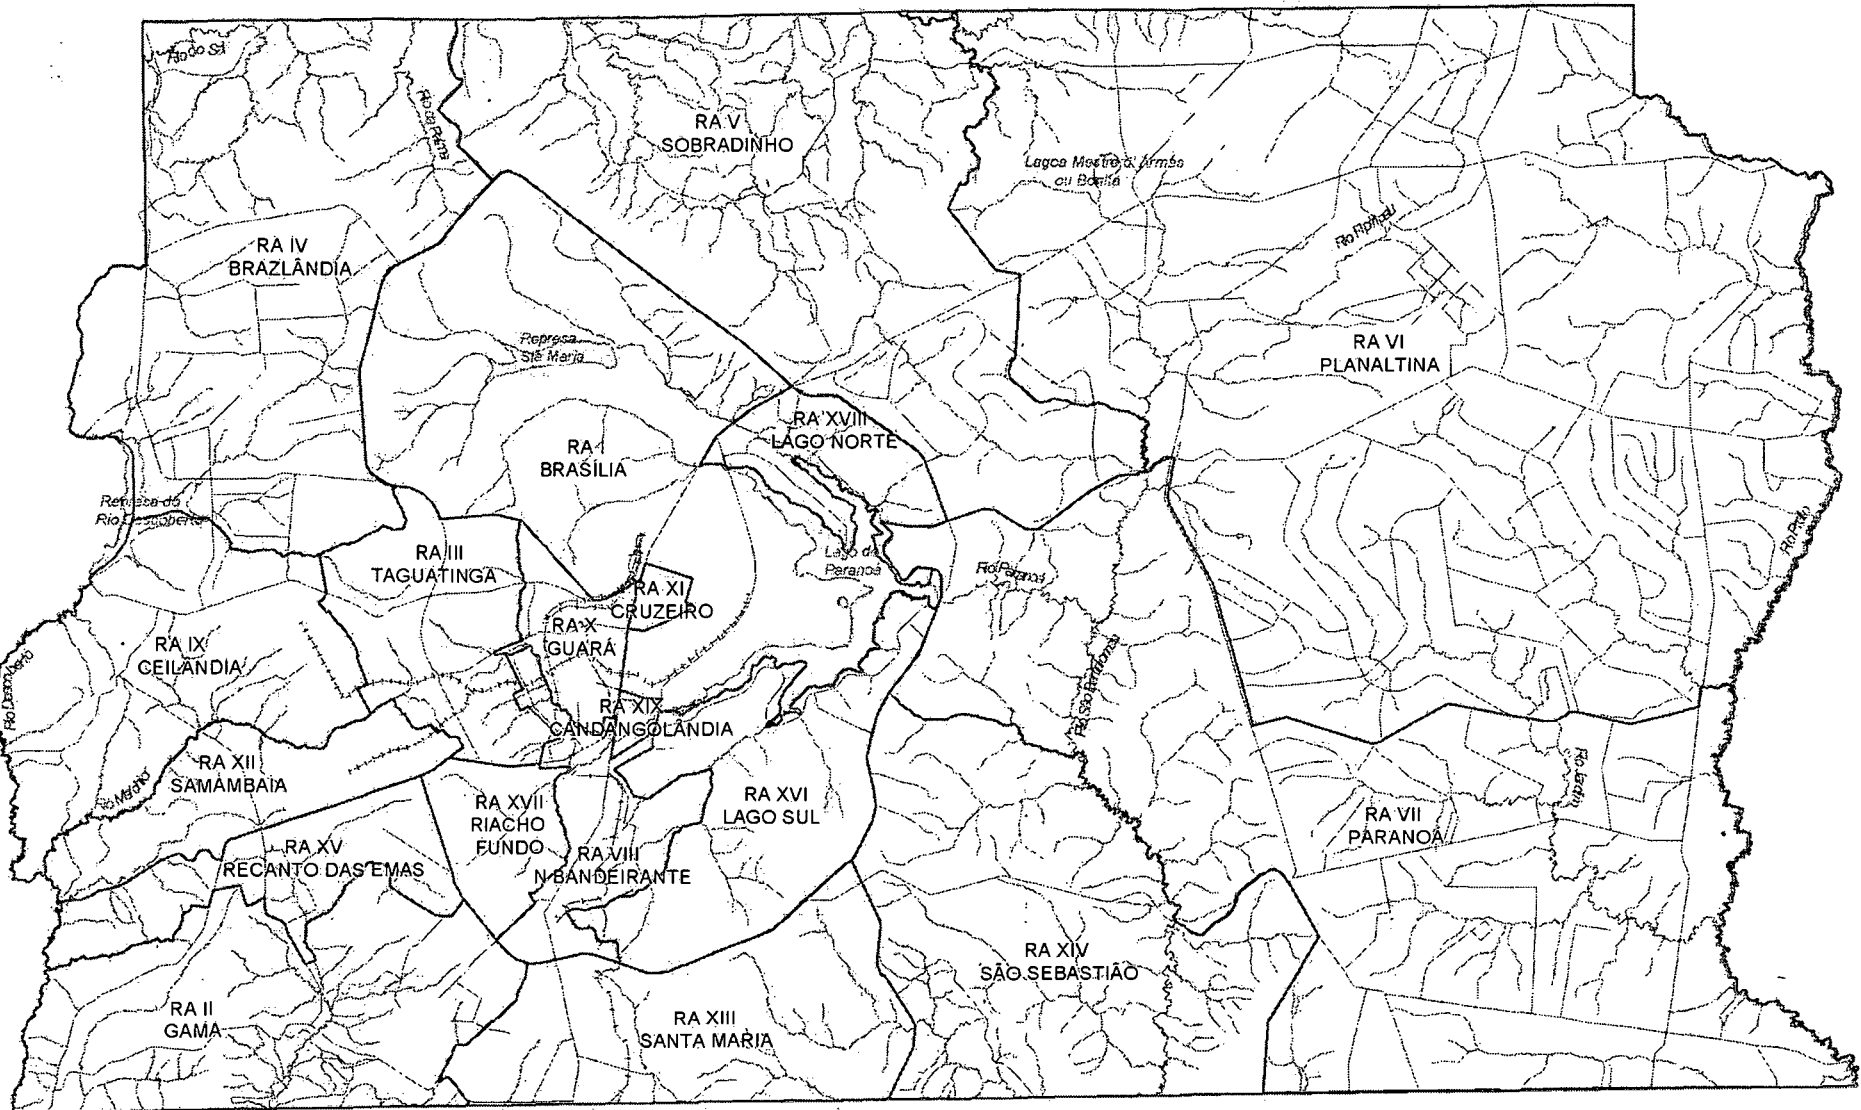 Rio do Sal
Rio da Palma
RA V
SOBRADINHO
Lagoa Mestre d'Armas
ou Bonita
Rio Pipiripau
RA IV
BRAZLÂNDIA
Represa
Stª Maria
RA VI
PLANALTINA
RA XVIII
LAGO NORTE
RA I
BRASÍLIA
Represa do
Rio Descoberto
Rio Preto
RA III
TAGUATINGA
Lago do
Paranoá
Rio Paranoá
RA XI
CRUZEIRO
RA X
GUARÁ
RA IX
CEILÂNDIA
Rio Descoberto
Rio São Bartolomeu
RA XIX
CANDANGOLÂNDIA
RA XII
SAMAMBAIA
Rio Melchior
Rio Jardim
RA XVI
LAGO SUL
RA XVII
RIACHO
FUNDO
RA VII
PARANOÁ
RA XV
RECANTO DAS EMAS
RA VIII
N BANDEIRANTE
RA XIV
SÃO SEBASTIÃO
RA II
GAMA
RA XIII
SANTA MARIA